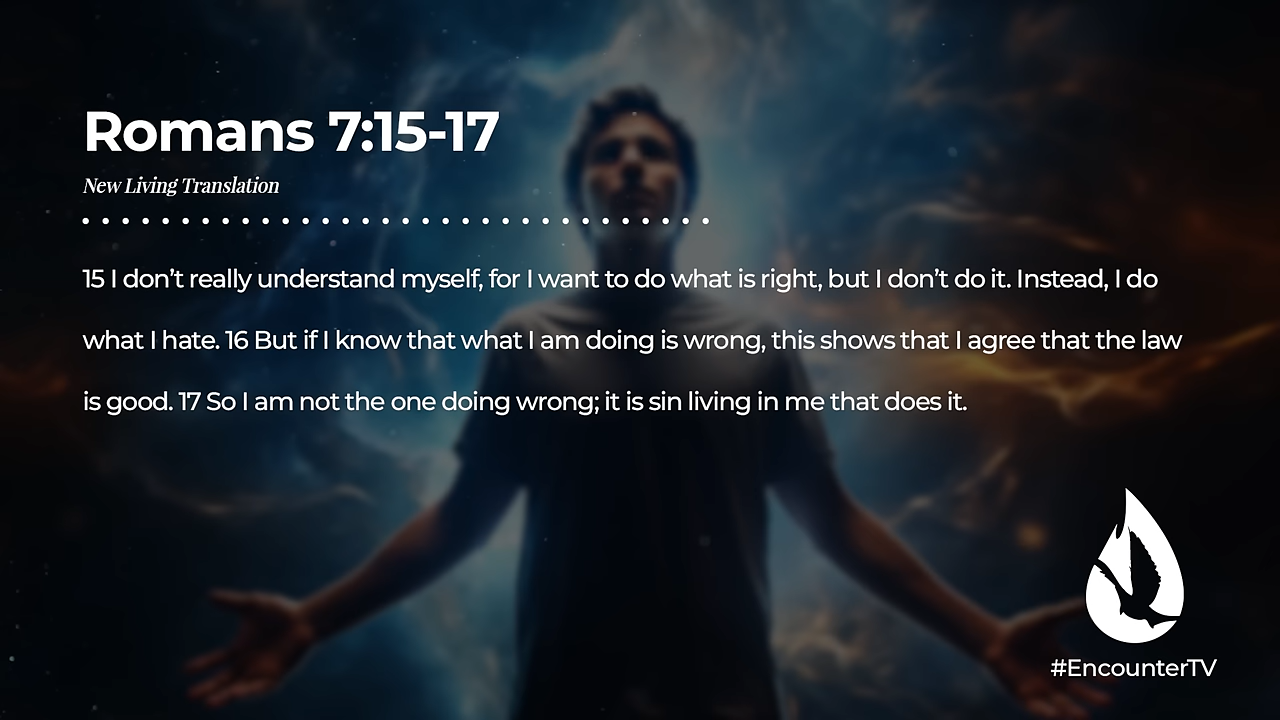 Romans 7:15-17
New Living Translation
15 I don’t really understand myself, for I want to do what is right, but I don’t do it. Instead, I do
what I hate. 16 But if I know that what I am doing is wrong, this shows that I agree that the law
is good. 17 So I am not the one doing wrong; it is sin living in me that does it.
#EncounterTV